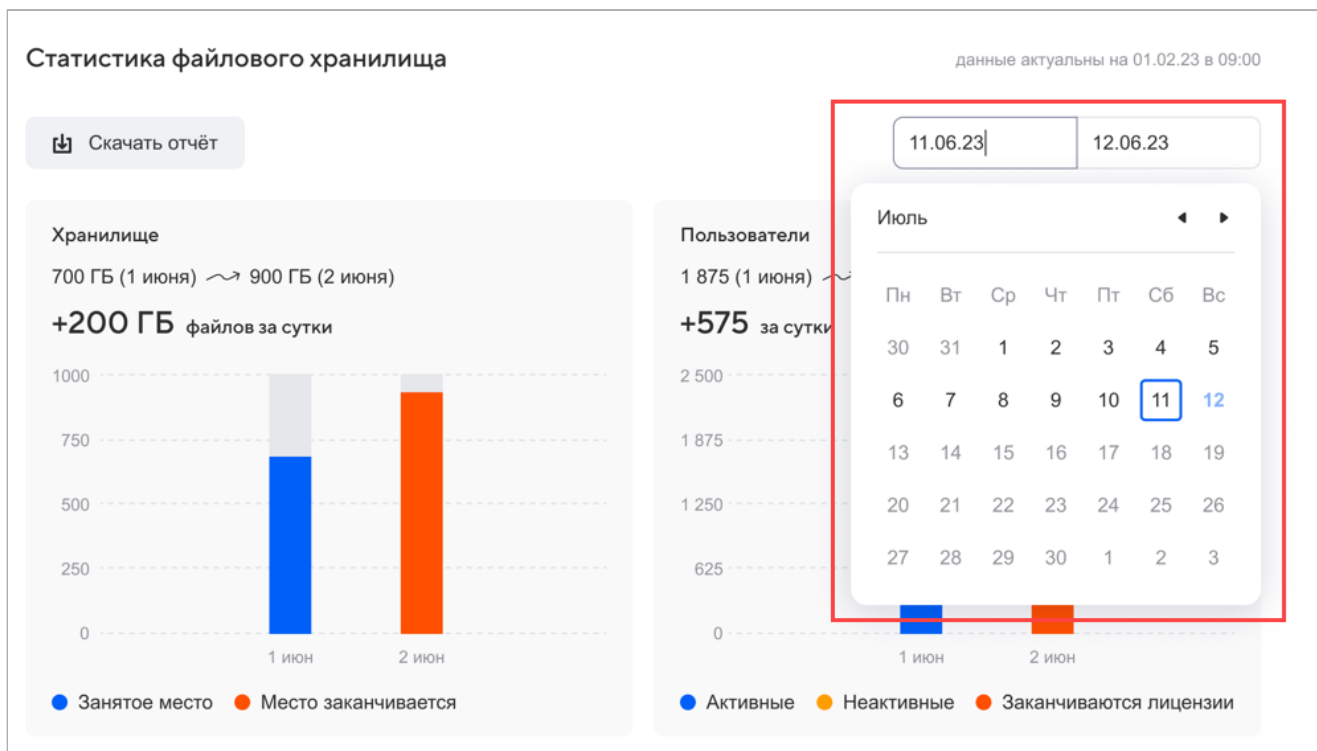 Статистика файлового хранилища
данные актуальны на 01.02.23 в 09:00
Скачать отчёт
11.06.23
12.06.23
Хранилище
700 ГБ (1 июня) 900 ГБ (2 июня)
+200 ГБ файлов за сутки
1000
750
500
250
0
1 июн 2 июн
Занятое место Место заканчивается
Пользователи
1 875 (1 июня)
+575 за сутки
2 500
1 875
1 250
625
0
1 июн 2 июн
Активные Неактивные Заканчиваются лицензии
Июль
Пн Вт Ср Чт Пт Сб Вс
30 31 1 2 3 4 5
6 7 8 9 10 11 12
13 14 15 16 17 18 19
20 21 22 23 24 25 26
27 28 29 30 1 2 3